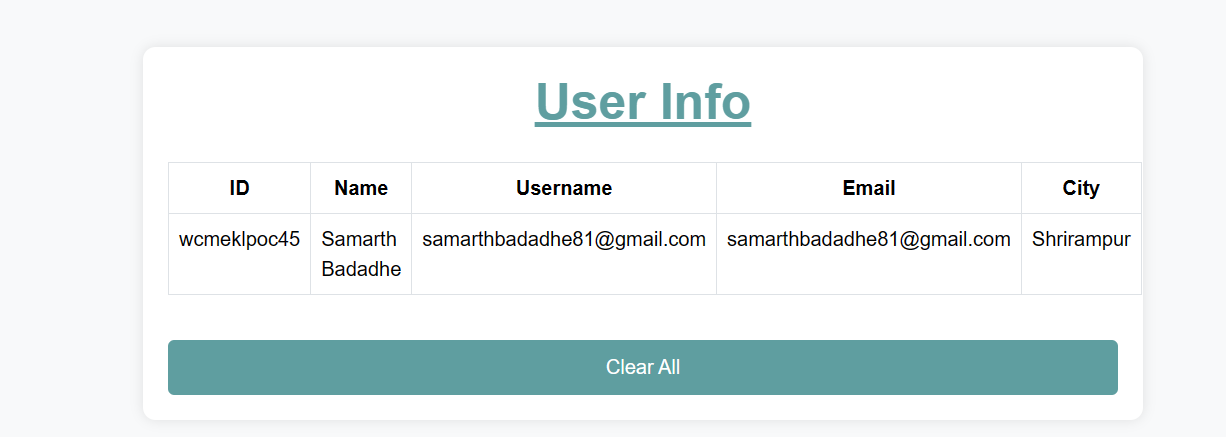 User Info
ID Name Username Email City
wcmeklpoc45 Samarth samarthbadadhe81@gmail.com samarthbadadhe81@gmail.com Shrirampur
Badadhe
Clear All